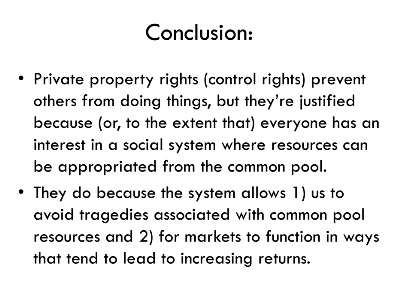 Conclusion:
• Private property rights (control rights) prevent
others from doing things, but they're justified
because (or, to the extent that) everyone has an
interest in a social system where resources can
be appropriated from the common pool.
• They do because the system allows 1) us to
avoid tragedies associated with common pool
resources and 2) for markets to function in ways
that tend to lead to increasing returns.